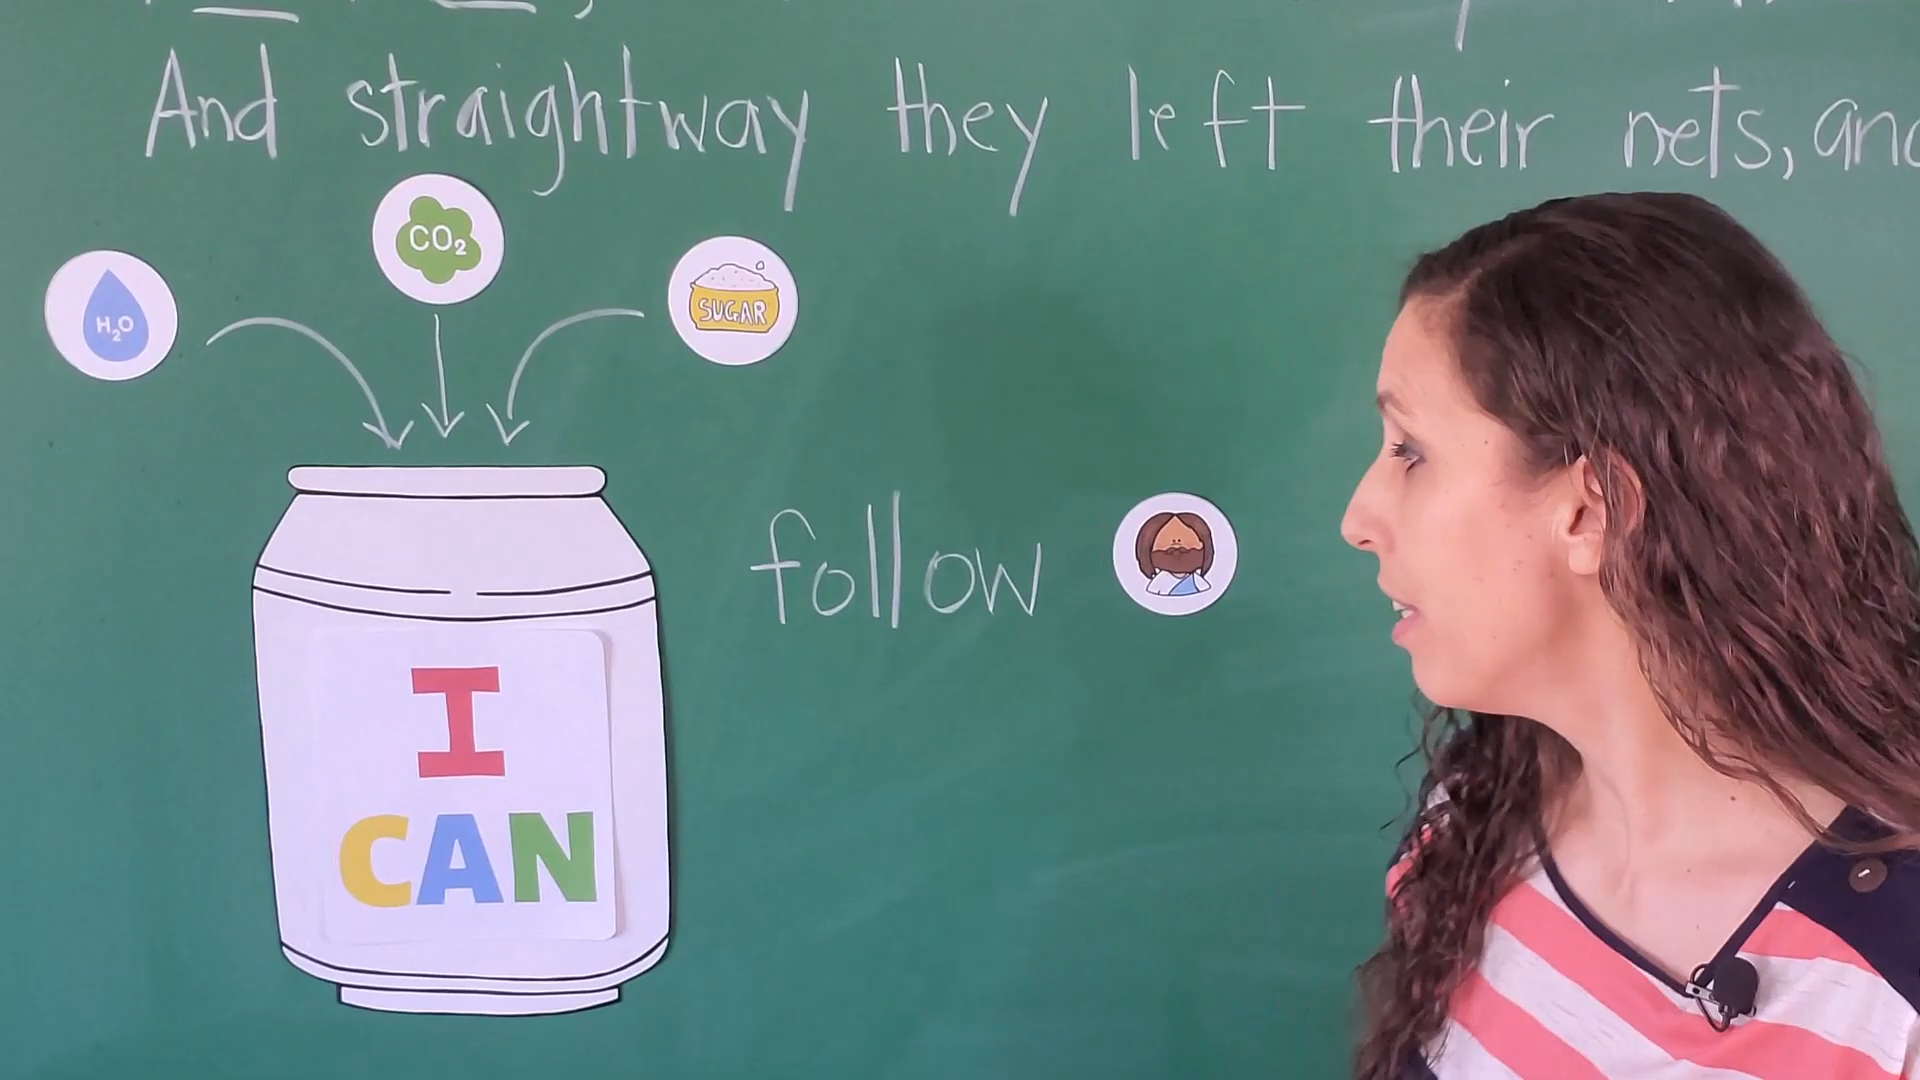 And straightway they left their nets, and
CO₂
H₂O
SUGAR
follow
I
CAN